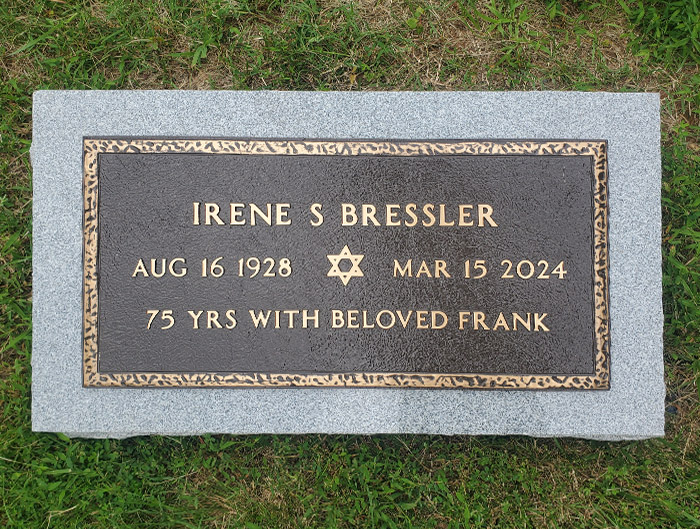 IRENE S BRESSLER
AUG 16 1928 MAR 15 2024
75 YRS WITH BELOVED FRANK